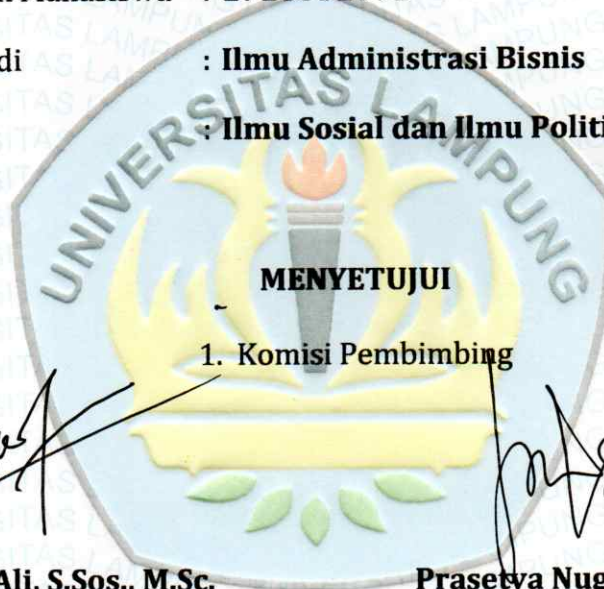 di : Ilmu Administrasi Bisnis
: Ilmu Sosial dan Ilmu Politi
UNIVERSITAS LAMPUNG
MENYETUJUI
1. Komisi Pembimbing
Ali, S.Sos., M.Sc. Prasetya Nug